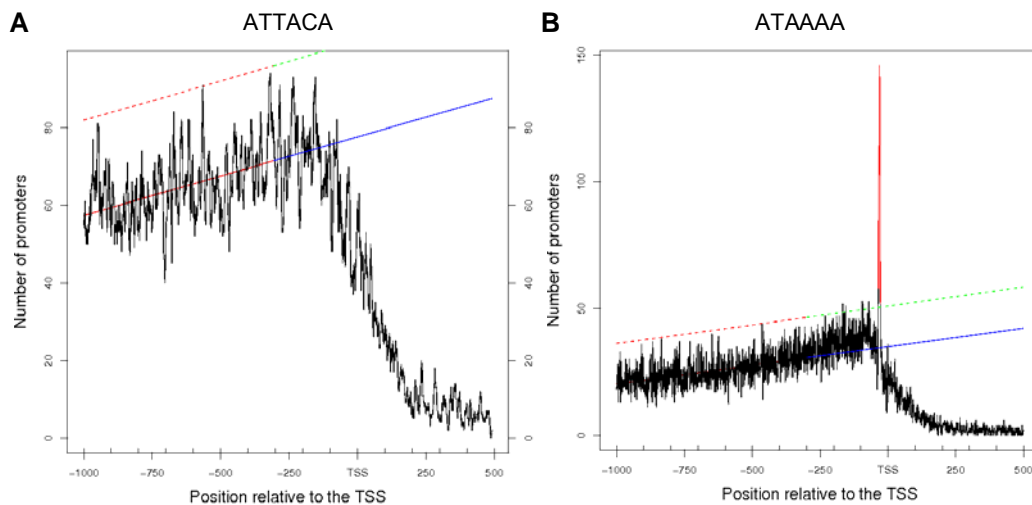 A
ATTACA
Number of promoters
80
60
40
20
0
80
60
40
20
0
-1000
-750
-500
-250
TSS
250
500
Position relative to the TSS
B
ATAAAA
Number of promoters
150
100
50
0
-1000
-750
-500
-250
TSS
250
500
Position relative to the TSS